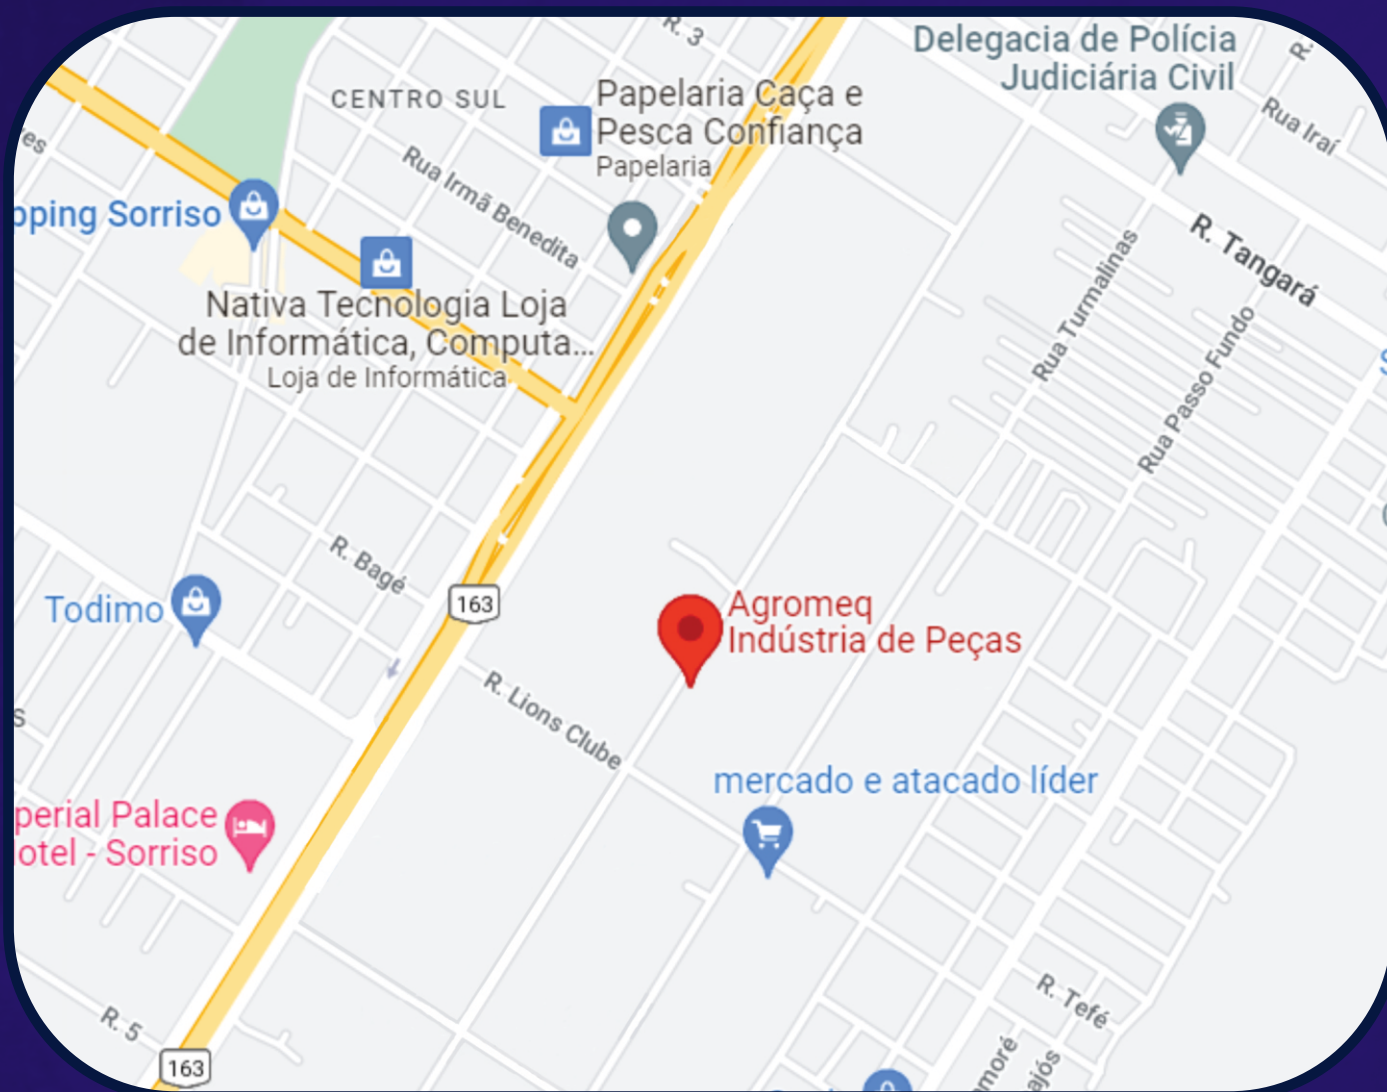 R. 3
Delegacia de Polícia
Judiciária Civil
R.
CENTRO SUL
Papelaria Caça e
Pesca Confiança
Papelaria
Rua Iraí
Rua Irmã Benedita
pping Sorriso
R. Tangará
Rua Turmalinas
Nativa Tecnologia Loja
de Informática, Computa...
Loja de Informática
Rua Passo Fundo
R. Bagé
163
Todimo
Agromeq
Indústria de Peças
R. Lions Clube
mercado e atacado líder
perial Palace
otel - Sorriso
R. Tefé
R. 5
163
moré
ajós